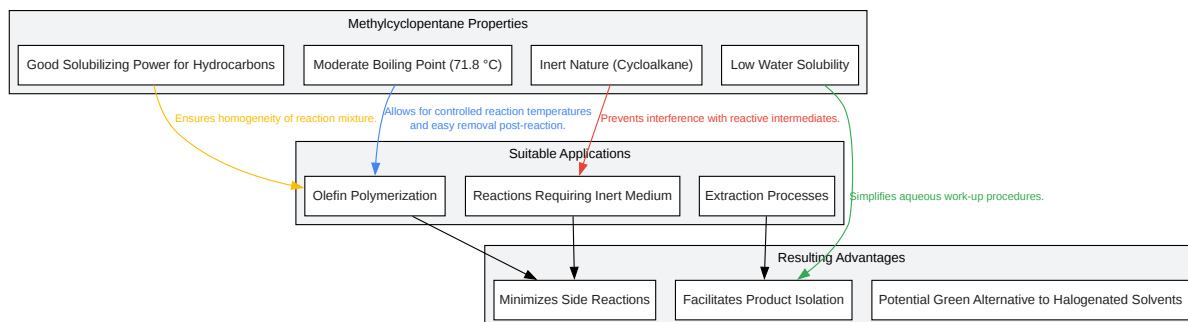 Methylcyclopentane Properties
Good Solubilizing Power for Hydrocarbons
Moderate Boiling Point (71.8 °C)
Inert Nature (Cycloalkane)
Low Water Solubility
Ensures homogeneity of reaction mixture.
Allows for controlled reaction temperatures
and easy removal post-reaction.
Prevents interference with reactive intermediates.
Suitable Applications
Olefin Polymerization
Reactions Requiring Inert Medium
Extraction Processes
Simplifies aqueous work-up procedures.
Resulting Advantages
Minimizes Side Reactions
Facilitates Product Isolation
Potential Green Alternative to Halogenated Solvents